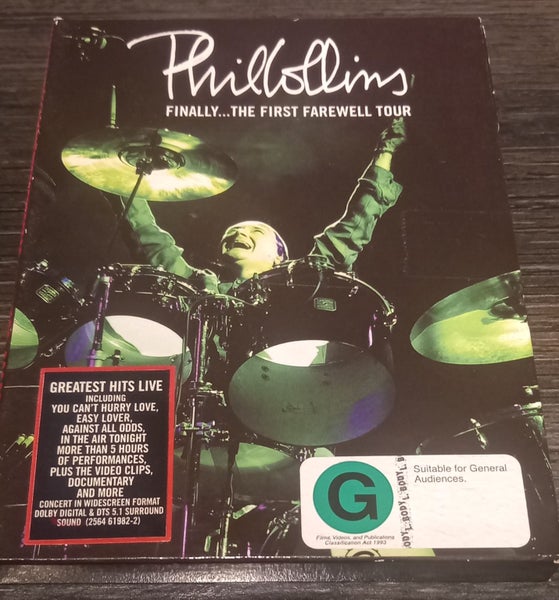 Phil Collins
FINALLY...THE FIRST FAREWELL TOUR
GREATEST HITS LIVE
INCLUDING
YOU CAN'T HURRY LOVE,
EASY LOVER,
AGAINST ALL ODDS,
IN THE AIR TONIGHT
MORE THAN 5 HOURS
OF PERFORMANCES,
PLUS THE VIDEO CLIPS,
DOCUMENTARY
AND MORE
CONCERT IN WIDESCREEN FORMAT
DOLBY DIGITAL & DTS 5.1 SURROUND
SOUND (2564 61982-2)
G
Suitable for General
Audiences.
Films, Videos, and Publications
Classification Act 1993